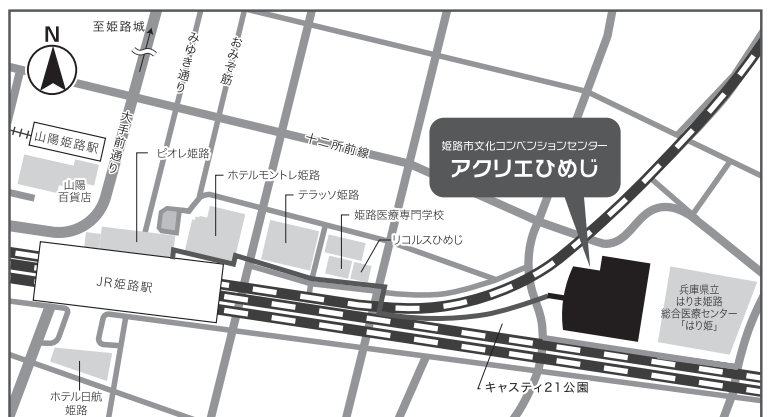 至姫路城
N
みゆき通り
おみぞ筋
大手前通り
十二所前線
山陽姫路駅
ピオレ姫路
山陽
百貨店
ホテルモントレ姫路
テラッソ姫路
姫路医療専門学校
リコルスひめじ
姫路市文化コンベンションセンター
アクリエひめじ
JR姫路駅
兵庫県立
はりま姫路
総合医療センター
「はり姫」
キャスティ21公園
ホテル日航
姫路